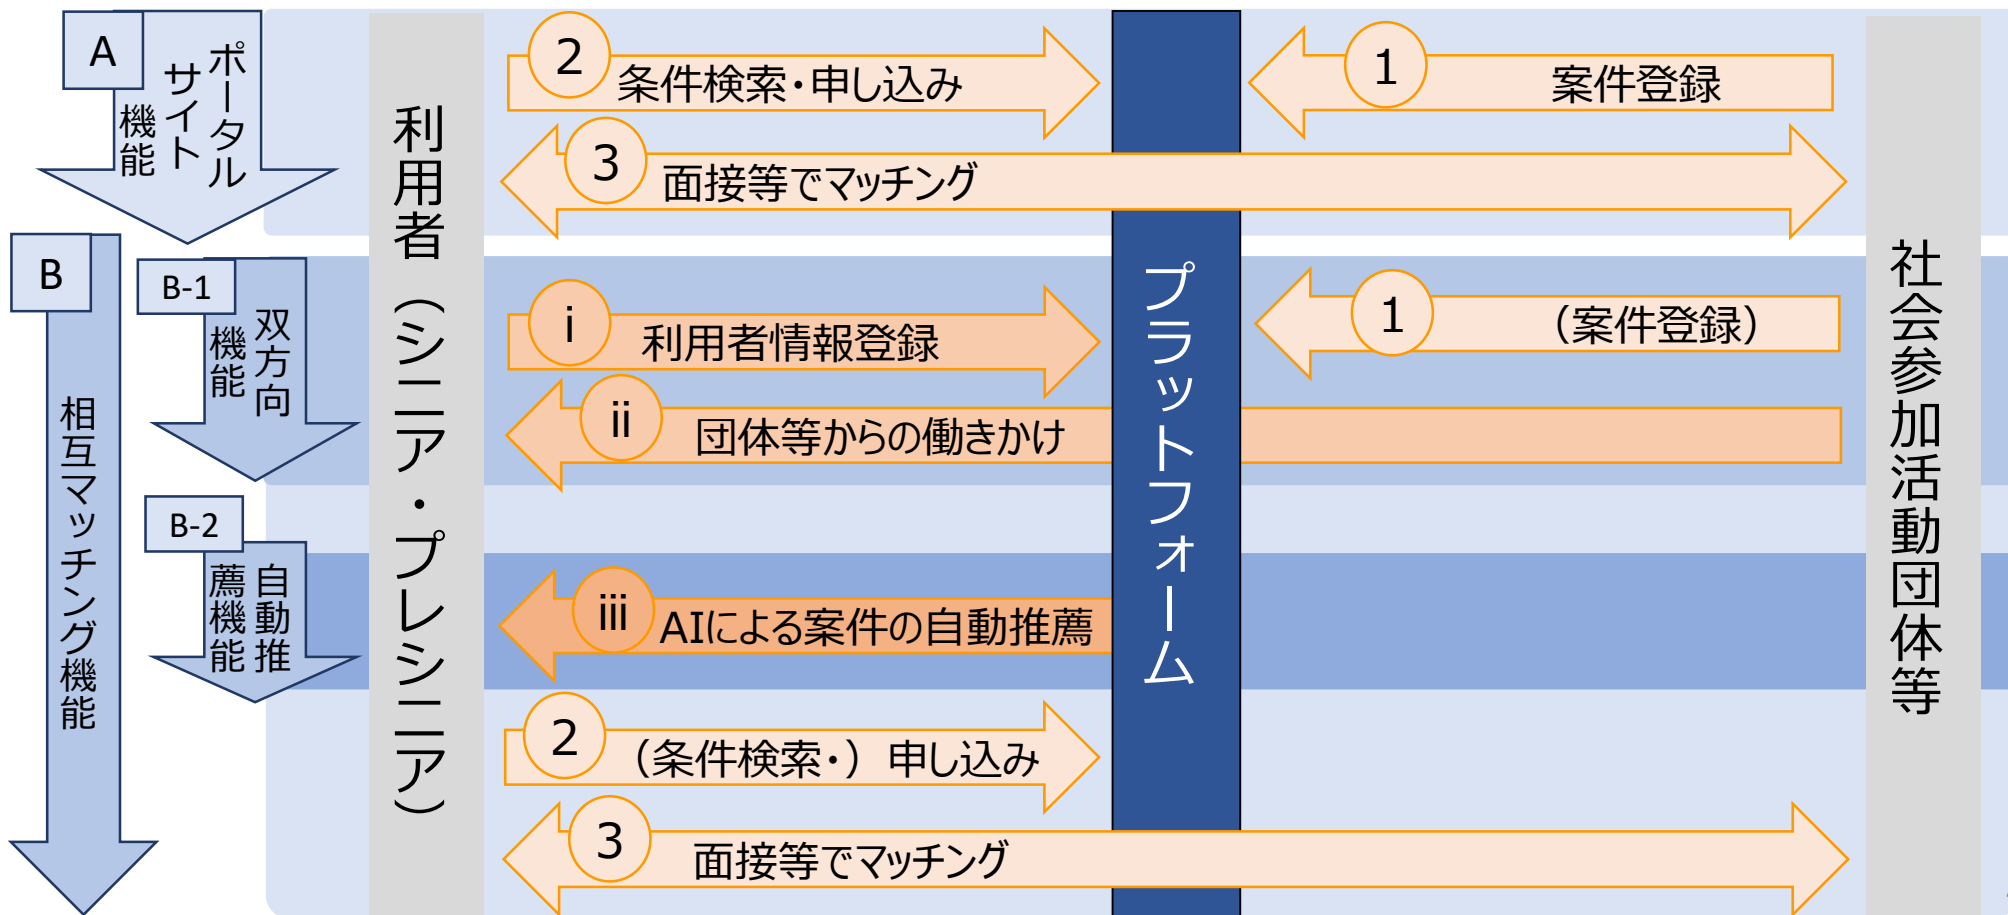 A
ポータル
サイト
機能
利用者（シニア・プレシニア）
プラットフォーム
社会参加活動団体等
2
条件検索・申し込み
1
案件登録
3
面接等でマッチング
B
相互マッチング機能
B-1
双方向
機能
i
利用者情報登録
1
（案件登録）
ii
団体等からの働きかけ
B-2
自動推
薦機能
iii
AIによる案件の自動推薦
2
（条件検索・）申し込み
3
面接等でマッチング